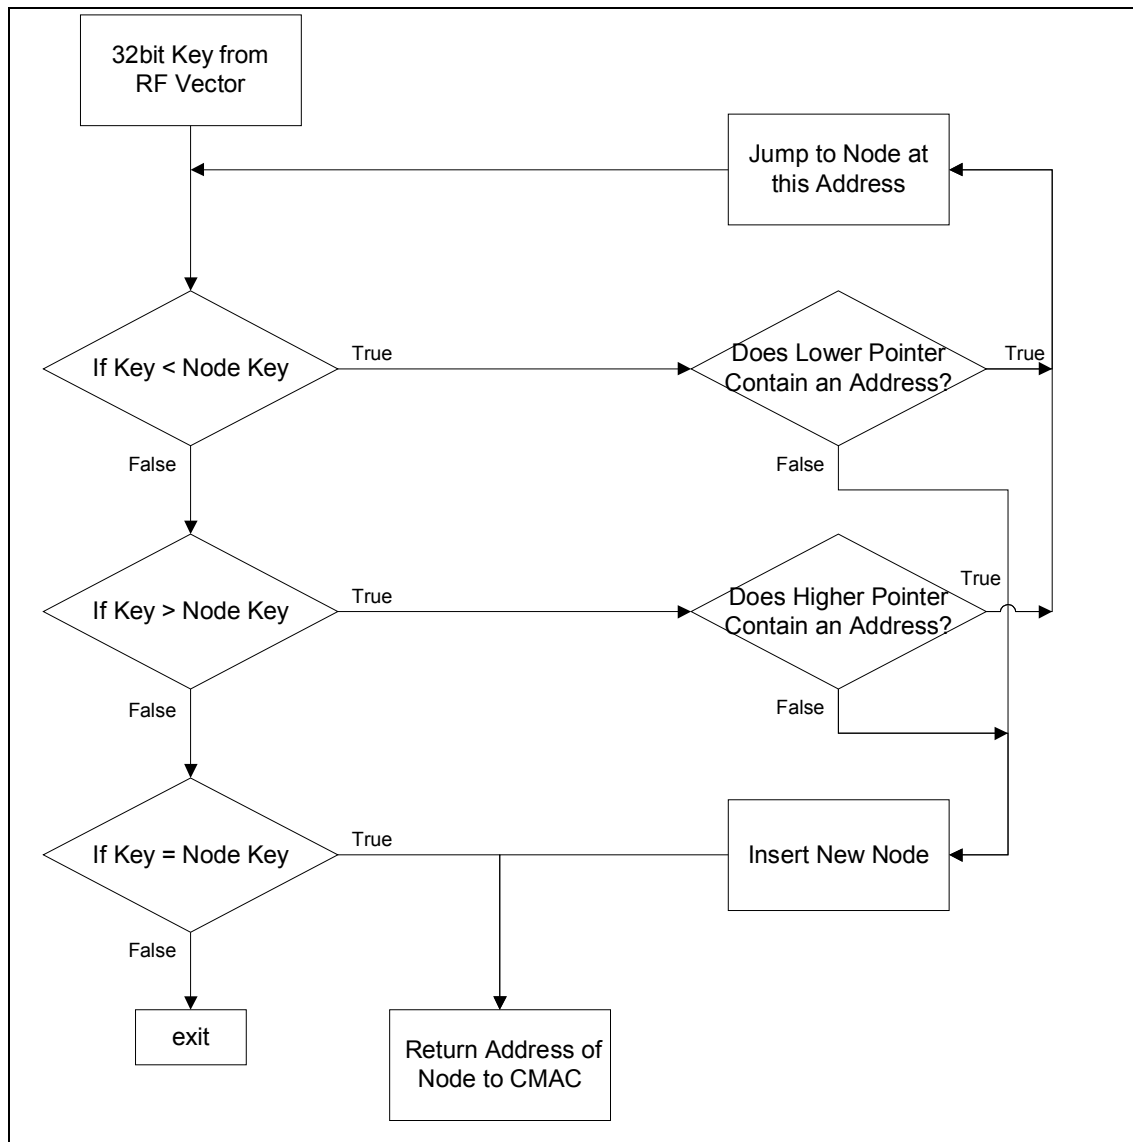 32bit Key from
RF Vector
Jump to Node at
this Address
If Key < Node Key
True
Does Lower Pointer
Contain an Address?
True
False
False
If Key > Node Key
True
Does Higher Pointer
Contain an Address?
True
False
False
If Key = Node Key
True
Insert New Node
False
exit
Return Address of
Node to CMAC